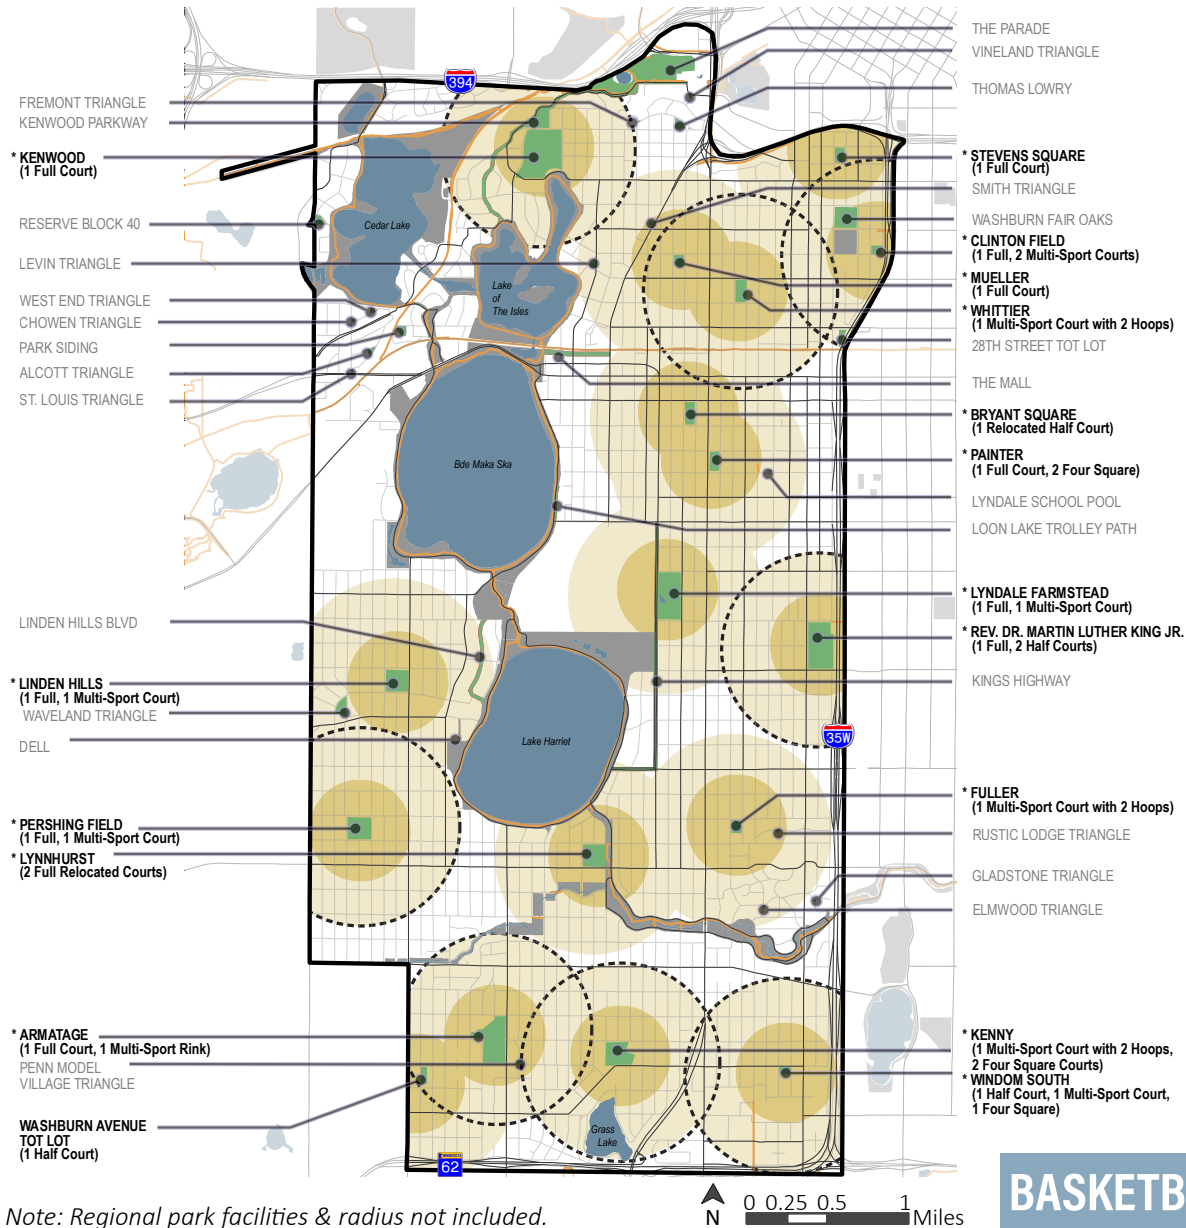 FREMONT TRIANGLE
KENWOOD PARKWAY
* KENWOOD
(1 Full Court)
RESERVE BLOCK 40
LEVIN TRIANGLE
WEST END TRIANGLE
CHOWEN TRIANGLE
PARK SIDING
ALCOTT TRIANGLE
ST. LOUIS TRIANGLE
LINDEN HILLS BLVD
* LINDEN HILLS
(1 Full, 1 Multi-Sport Court)
WAVELAND TRIANGLE
DELL
* PERSHING FIELD
(1 Full, 1 Multi-Sport Court)
* LYNNHURST
(2 Full Relocated Courts)
* ARMATAGE
(1 Full Court, 1 Multi-Sport Rink)
PENN MODEL
VILLAGE TRIANGLE
WASHBURN AVENUE
TOT LOT
(1 Half Court)
394
Cedar Lake
Lake
of
The Isles
Bde Maka Ska
Lake Harriet
35W
Grass
Lake
MINNESOTA
62
THE PARADE
VINELAND TRIANGLE
THOMAS LOWRY
* STEVENS SQUARE
(1 Full Court)
SMITH TRIANGLE
WASHBURN FAIR OAKS
* CLINTON FIELD
(1 Full, 2 Multi-Sport Courts)
* MUELLER
(1 Full Court)
* WHITTIER
(1 Multi-Sport Court with 2 Hoops)
28TH STREET TOT LOT
THE MALL
* BRYANT SQUARE
(1 Relocated Half Court)
* PAINTER
(1 Full Court, 2 Four Square)
LYNDALE SCHOOL POOL
LOON LAKE TROLLEY PATH
* LYNDALE FARMSTEAD
(1 Full, 1 Multi-Sport Court)
* REV. DR. MARTIN LUTHER KING JR.
(1 Full, 2 Half Courts)
KINGS HIGHWAY
* FULLER
(1 Multi-Sport Court with 2 Hoops)
RUSTIC LODGE TRIANGLE
GLADSTONE TRIANGLE
ELMWOOD TRIANGLE
* KENNY
(1 Multi-Sport Court with 2 Hoops,
2 Four Square Courts)
* WINDOM SOUTH
(1 Half Court, 1 Multi-Sport Court,
1 Four Square)
Note: Regional park facilities & radius not included.
N
0 0.25 0.5 1
Miles
BASKETB